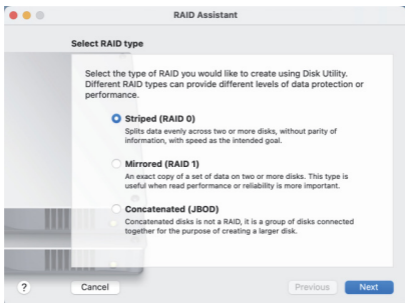 RAID Assistant
Select RAID type
Select the type of RAID you would like to create using Disk Utility.
Different RAID types can provide different levels of data protection or
performance.
Striped (RAID 0)
Splits data evenly across two or more disks, without parity of
information, with speed as the intended goal.
Mirrored (RAID 1)
An exact copy of a set of data on two or more disks. This type is
useful when read performance or reliability is more important.
Concatenated (JBOD)
Concatenated disks is not a RAID, it is a group of disks connected
together for the purpose of creating a larger disk.
? Cancel Previous Next